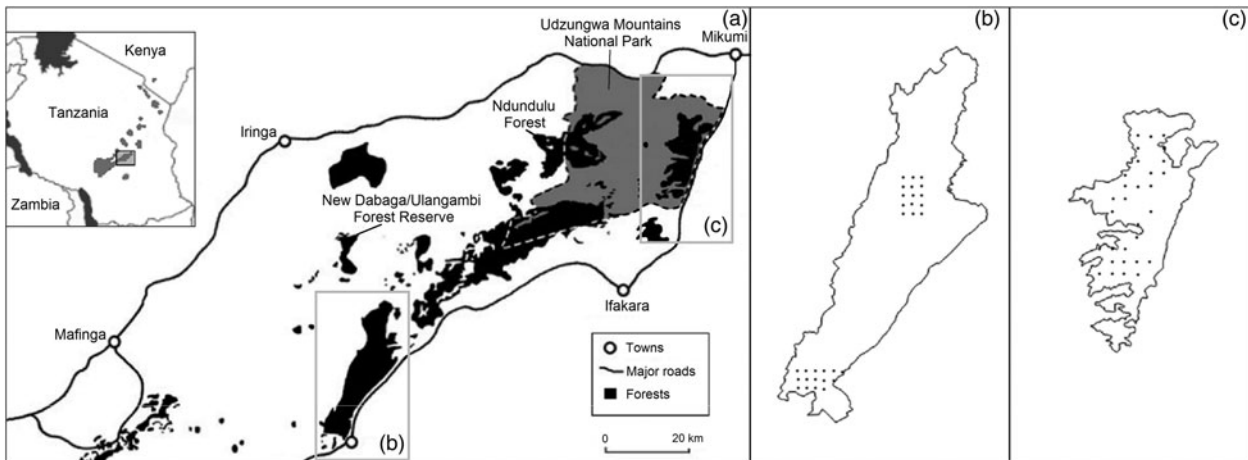 Kenya
Tanzania
Zambia
(a)
Udzungwa Mountains
National Park
Mikumi
Ndundulu
Forest
Iringa
New Dabaga/Ulangambi
Forest Reserve
(c)
Ifakara
Mafinga
(b)
Towns
Major roads
Forests
0 20 km
(b)
(c)